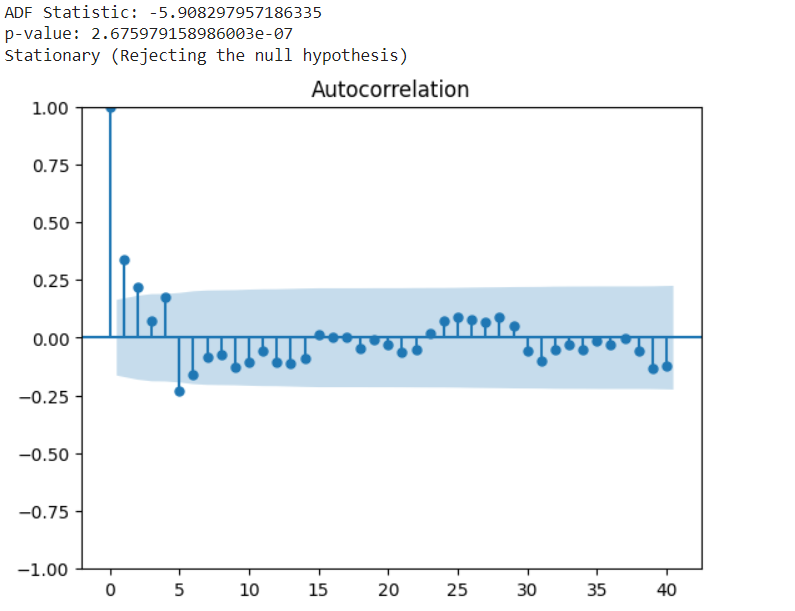 ADF Statistic: -5.908297957186335
p-value: 2.675979158986003e-07
Stationary (Rejecting the null hypothesis)
Autocorrelation
1.00
0.75
0.50
0.25
0.00
−0.25
−0.50
−0.75
−1.00
0 5 10 15 20 25 30 35 40